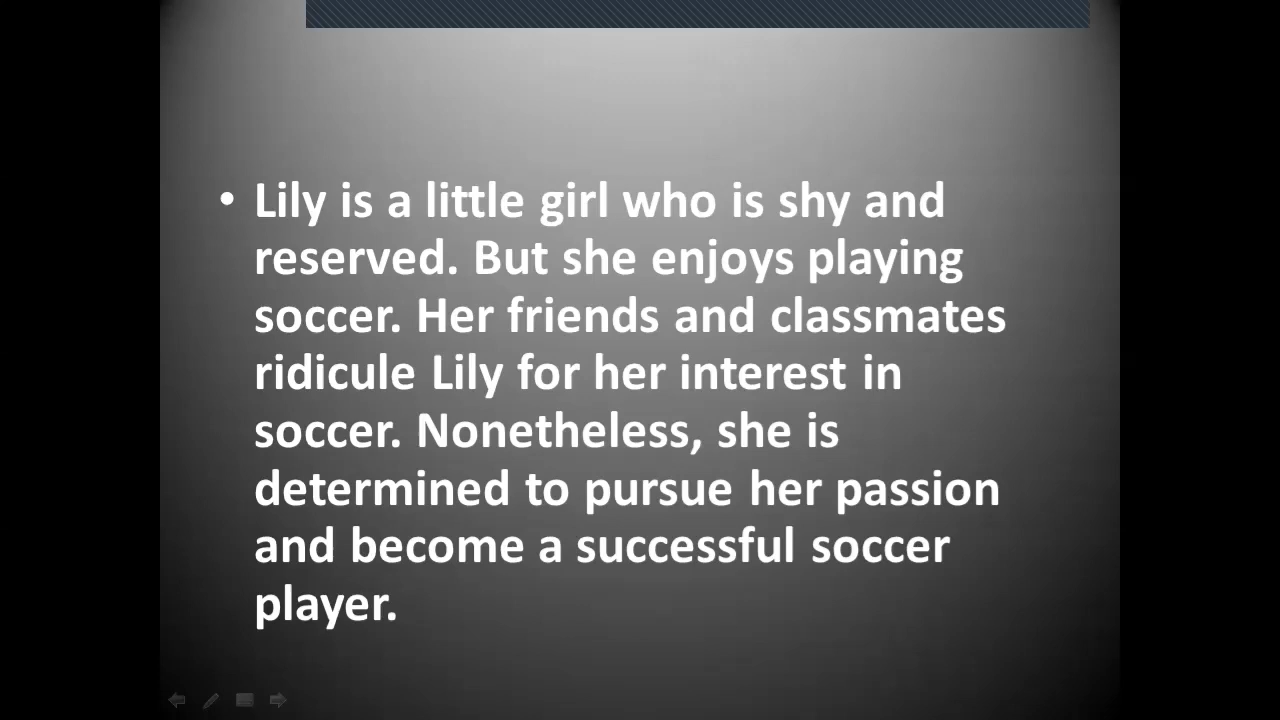 • Lily is a little girl who is shy and
reserved. But she enjoys playing
soccer. Her friends and classmates
ridicule Lily for her interest in
soccer. Nonetheless, she is
determined to pursue her passion
and become a successful soccer
player.